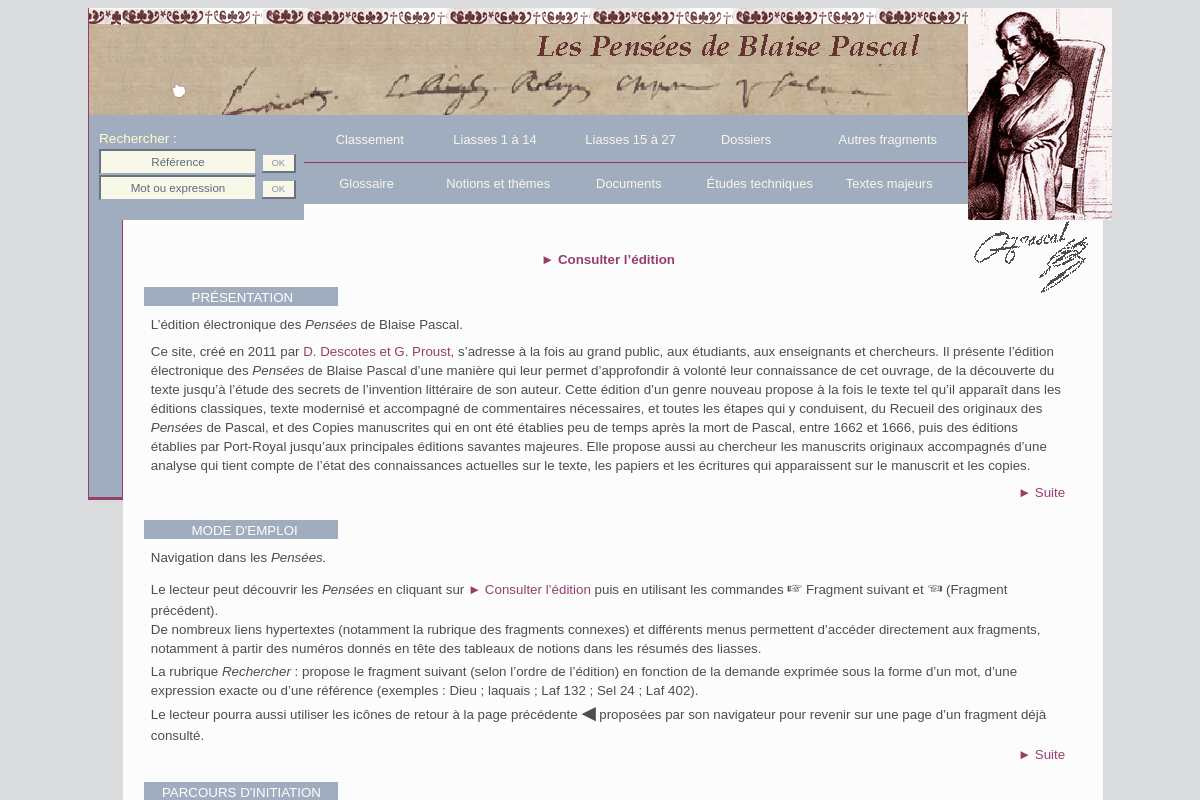 Les Pensées de Blaise Pascal
Rechercher :
Référence
OK
Mot ou expression
OK
Classement
Liasses 1 à 14
Liasses 15 à 27
Dossiers
Autres fragments
Glossaire
Notions et thèmes
Documents
Études techniques
Textes majeurs
Pascal
► Consulter l’édition
PRÉSENTATION
L’édition électronique des Pensées de Blaise Pascal.
Ce site, créé en 2011 par D. Descotes et G. Proust, s’adresse à la fois au grand public, aux étudiants, aux enseignants et chercheurs. Il présente l’édition
électronique des Pensées de Blaise Pascal d’une manière qui leur permet d’approfondir à volonté leur connaissance de cet ouvrage, de la découverte du
texte jusqu’à l’étude des secrets de l’invention littéraire de son auteur. Cette édition d’un genre nouveau propose à la fois le texte tel qu’il apparaît dans les
éditions classiques, texte modernisé et accompagné de commentaires nécessaires, et toutes les étapes qui y conduisent, du Recueil des originaux des
Pensées de Pascal, et des Copies manuscrites qui en ont été établies peu de temps après la mort de Pascal, entre 1662 et 1666, puis des éditions
établies par Port-Royal jusqu’aux principales éditions savantes majeures. Elle propose aussi au chercheur les manuscrits originaux accompagnés d’une
analyse qui tient compte de l’état des connaissances actuelles sur le texte, les papiers et les écritures qui apparaissent sur le manuscrit et les copies.
► Suite
MODE D'EMPLOI
Navigation dans les Pensées.
Le lecteur peut découvrir les Pensées en cliquant sur ► Consulter l’édition puis en utilisant les commandes ☞ Fragment suivant et ☜ (Fragment
précédent).
De nombreux liens hypertextes (notamment la rubrique des fragments connexes) et différents menus permettent d’accéder directement aux fragments,
notamment à partir des numéros donnés en tête des tableaux de notions dans les résumés des liasses.
La rubrique Rechercher : propose le fragment suivant (selon l’ordre de l’édition) en fonction de la demande exprimée sous la forme d’un mot, d’une
expression exacte ou d’une référence (exemples : Dieu ; laquais ; Laf 132 ; Sel 24 ; Laf 402).
Le lecteur pourra aussi utiliser les icônes de retour à la page précédente ◀ proposées par son navigateur pour revenir sur une page d’un fragment déjà
consulté.
► Suite
PARCOURS D'INITIATION